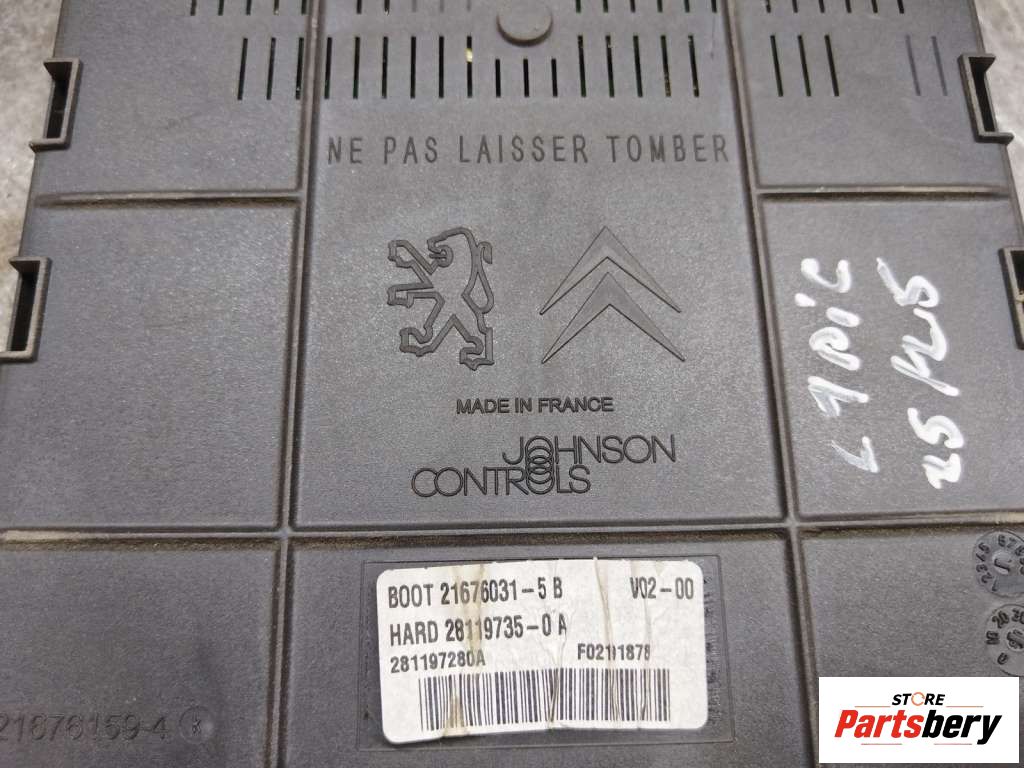 NE PAS LAISSER TOMBER
MADE IN FRANCE
JOHNSON
CONTROLS
BOOT 21676031-5 B V02-00
HARD 28119735-0 A
281197280A F02191878
21676159-4
STORE
Partsbery